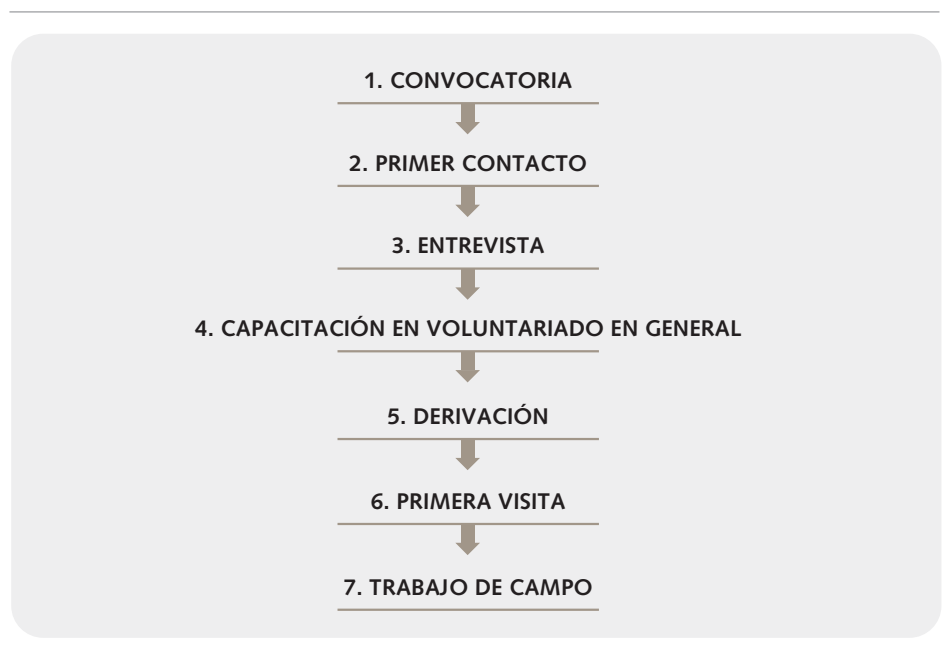 1. CONVOCATORIA
2. PRIMER CONTACTO
3. ENTREVISTA
4. CAPACITACIÓN EN VOLUNTARIADO EN GENERAL
5. DERIVACIÓN
6. PRIMERA VISITA
7. TRABAJO DE CAMPO